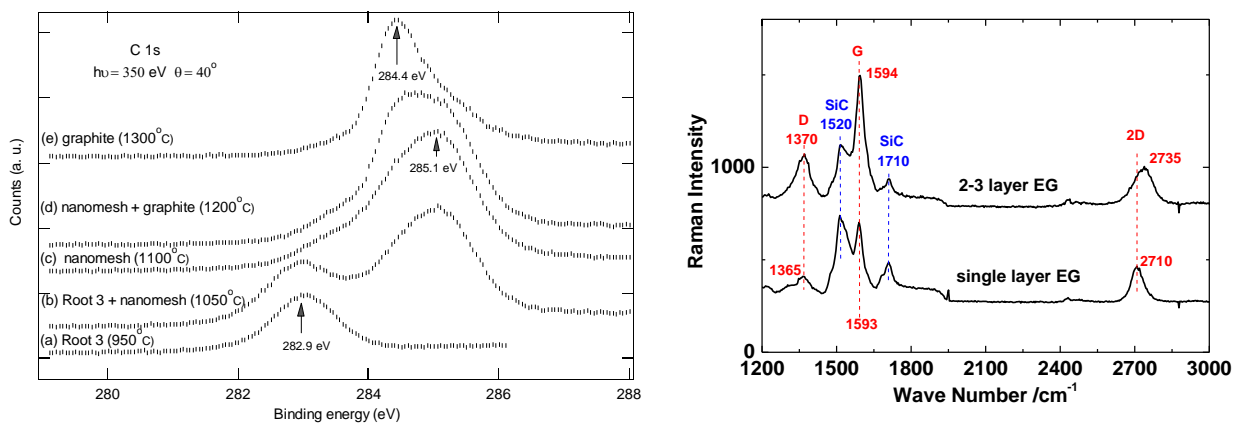 C 1s
hυ = 350 eV θ = 40°
284.4 eV
(e) graphite (1300°C)
285.1 eV
(d) nanomesh + graphite (1200°C)
(c) nanomesh (1100°C)
(b) Root 3 + nanomesh (1050°C)
(a) Root 3 (950°C)
282.9 eV
Counts (a. u.)
280 282 284 286 288
Binding energy (eV)
G
1594
SiC
1520
D
1370
SiC
1710
2D
2735
1000
2-3 layer EG
Raman Intensity
2710
1365
single layer EG
1593
0
1200 1500 1800 2100 2400 2700 3000
Wave Number /cm-1